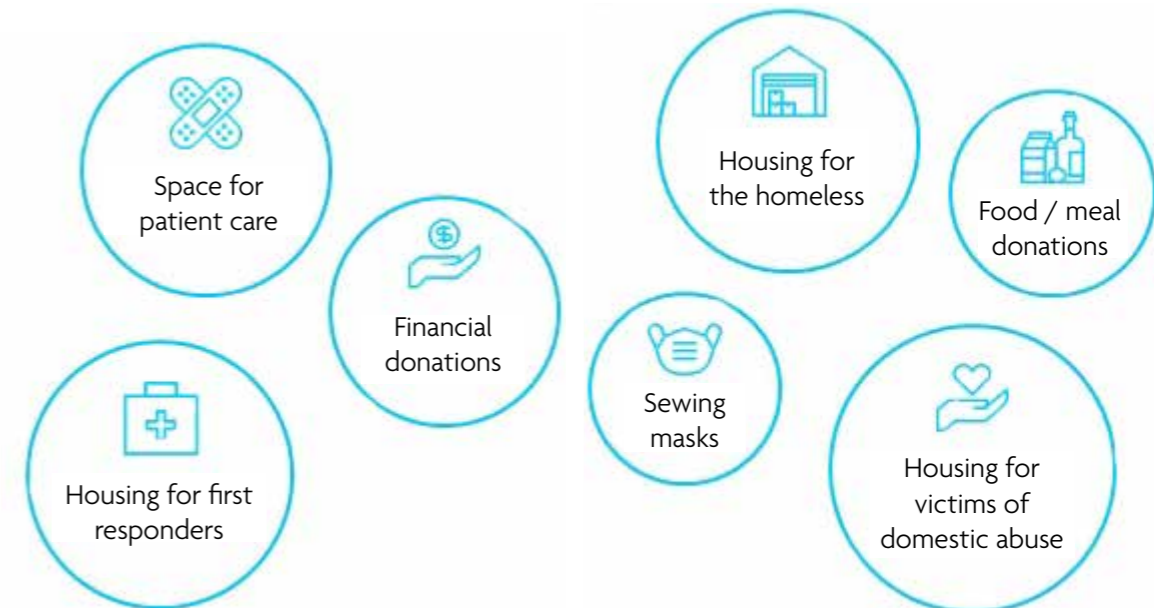 Space for
patient care
Financial
donations
Housing for first
responders
Housing for
the homeless
Food / meal
donations
Sewing
masks
Housing for
victims of
domestic abuse